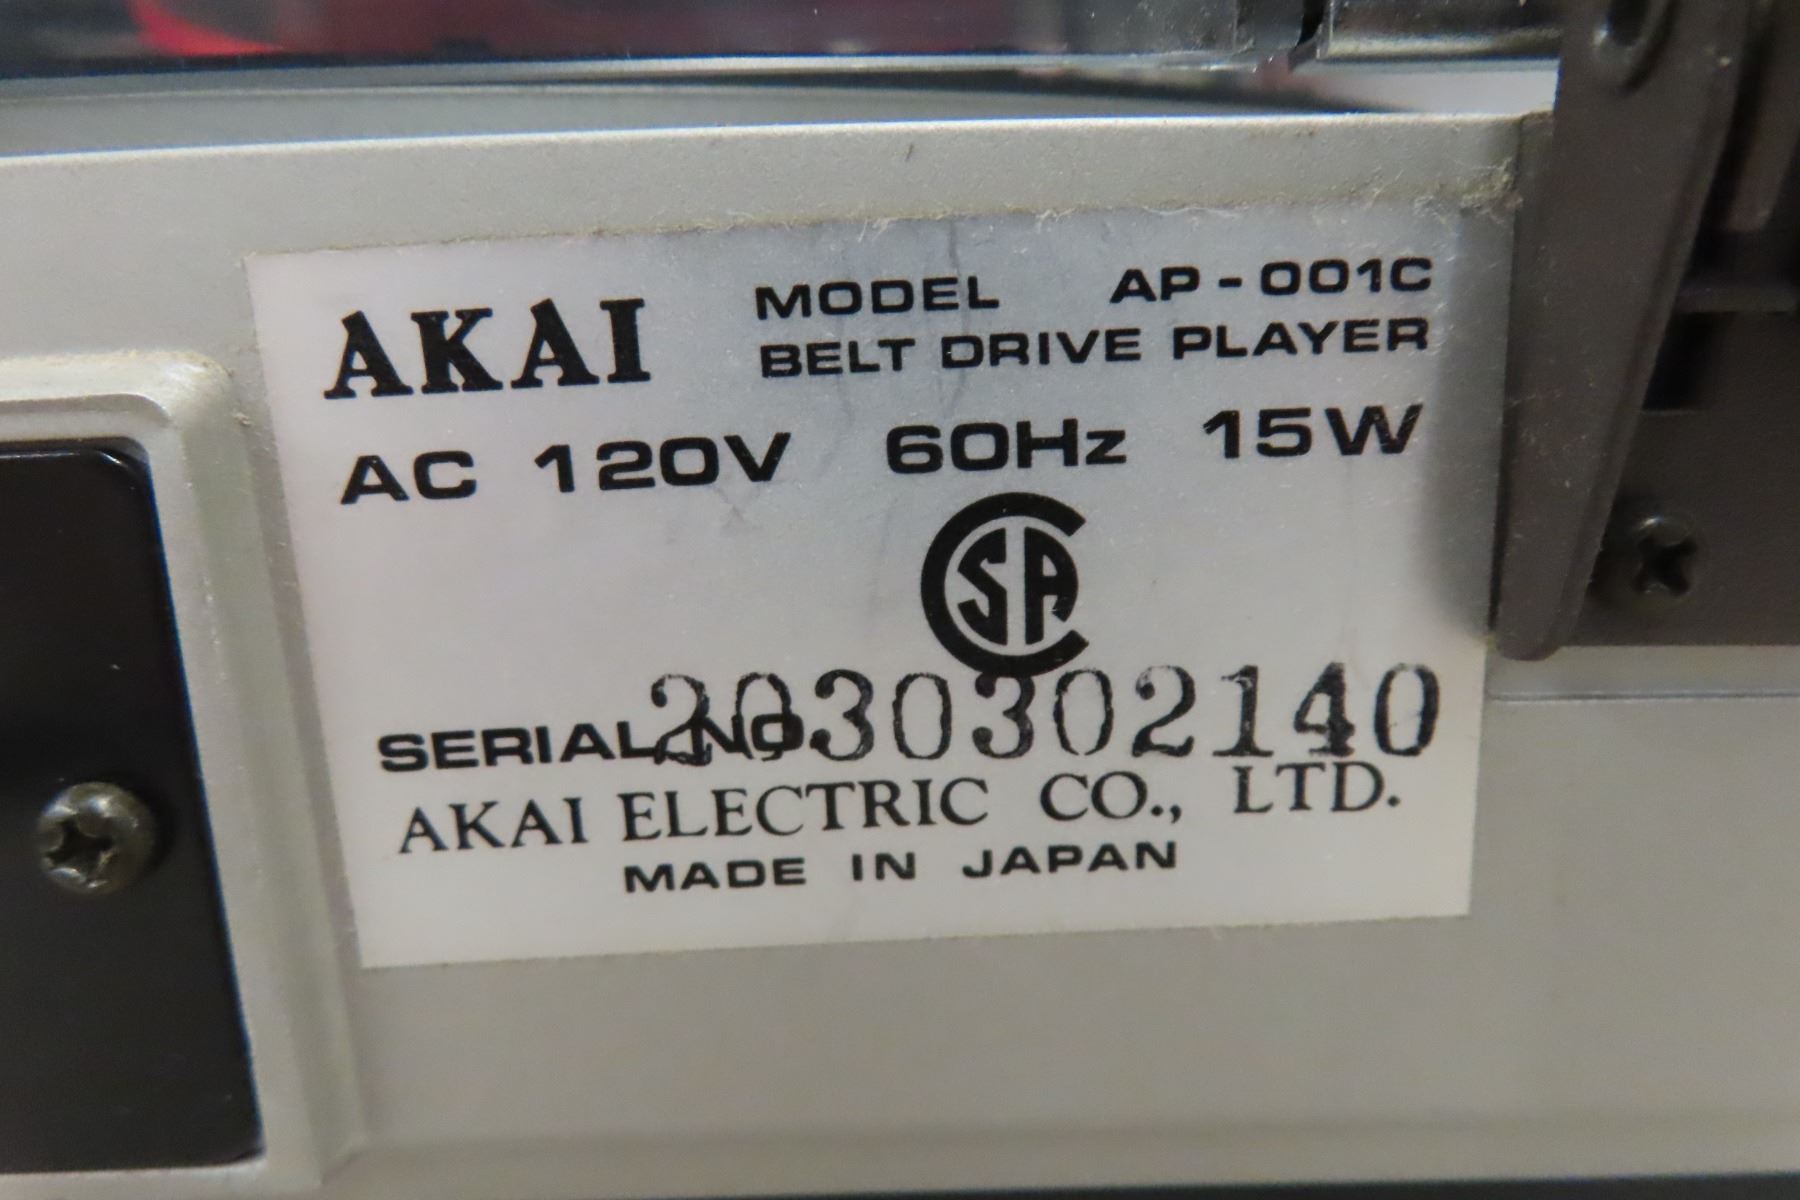 AKAI MODEL AP-001C
BELT DRIVE PLAYER
AC 120V 60Hz 15W
CSA
SERIAL NO. 2030302140
AKAI ELECTRIC CO., LTD.
MADE IN JAPAN